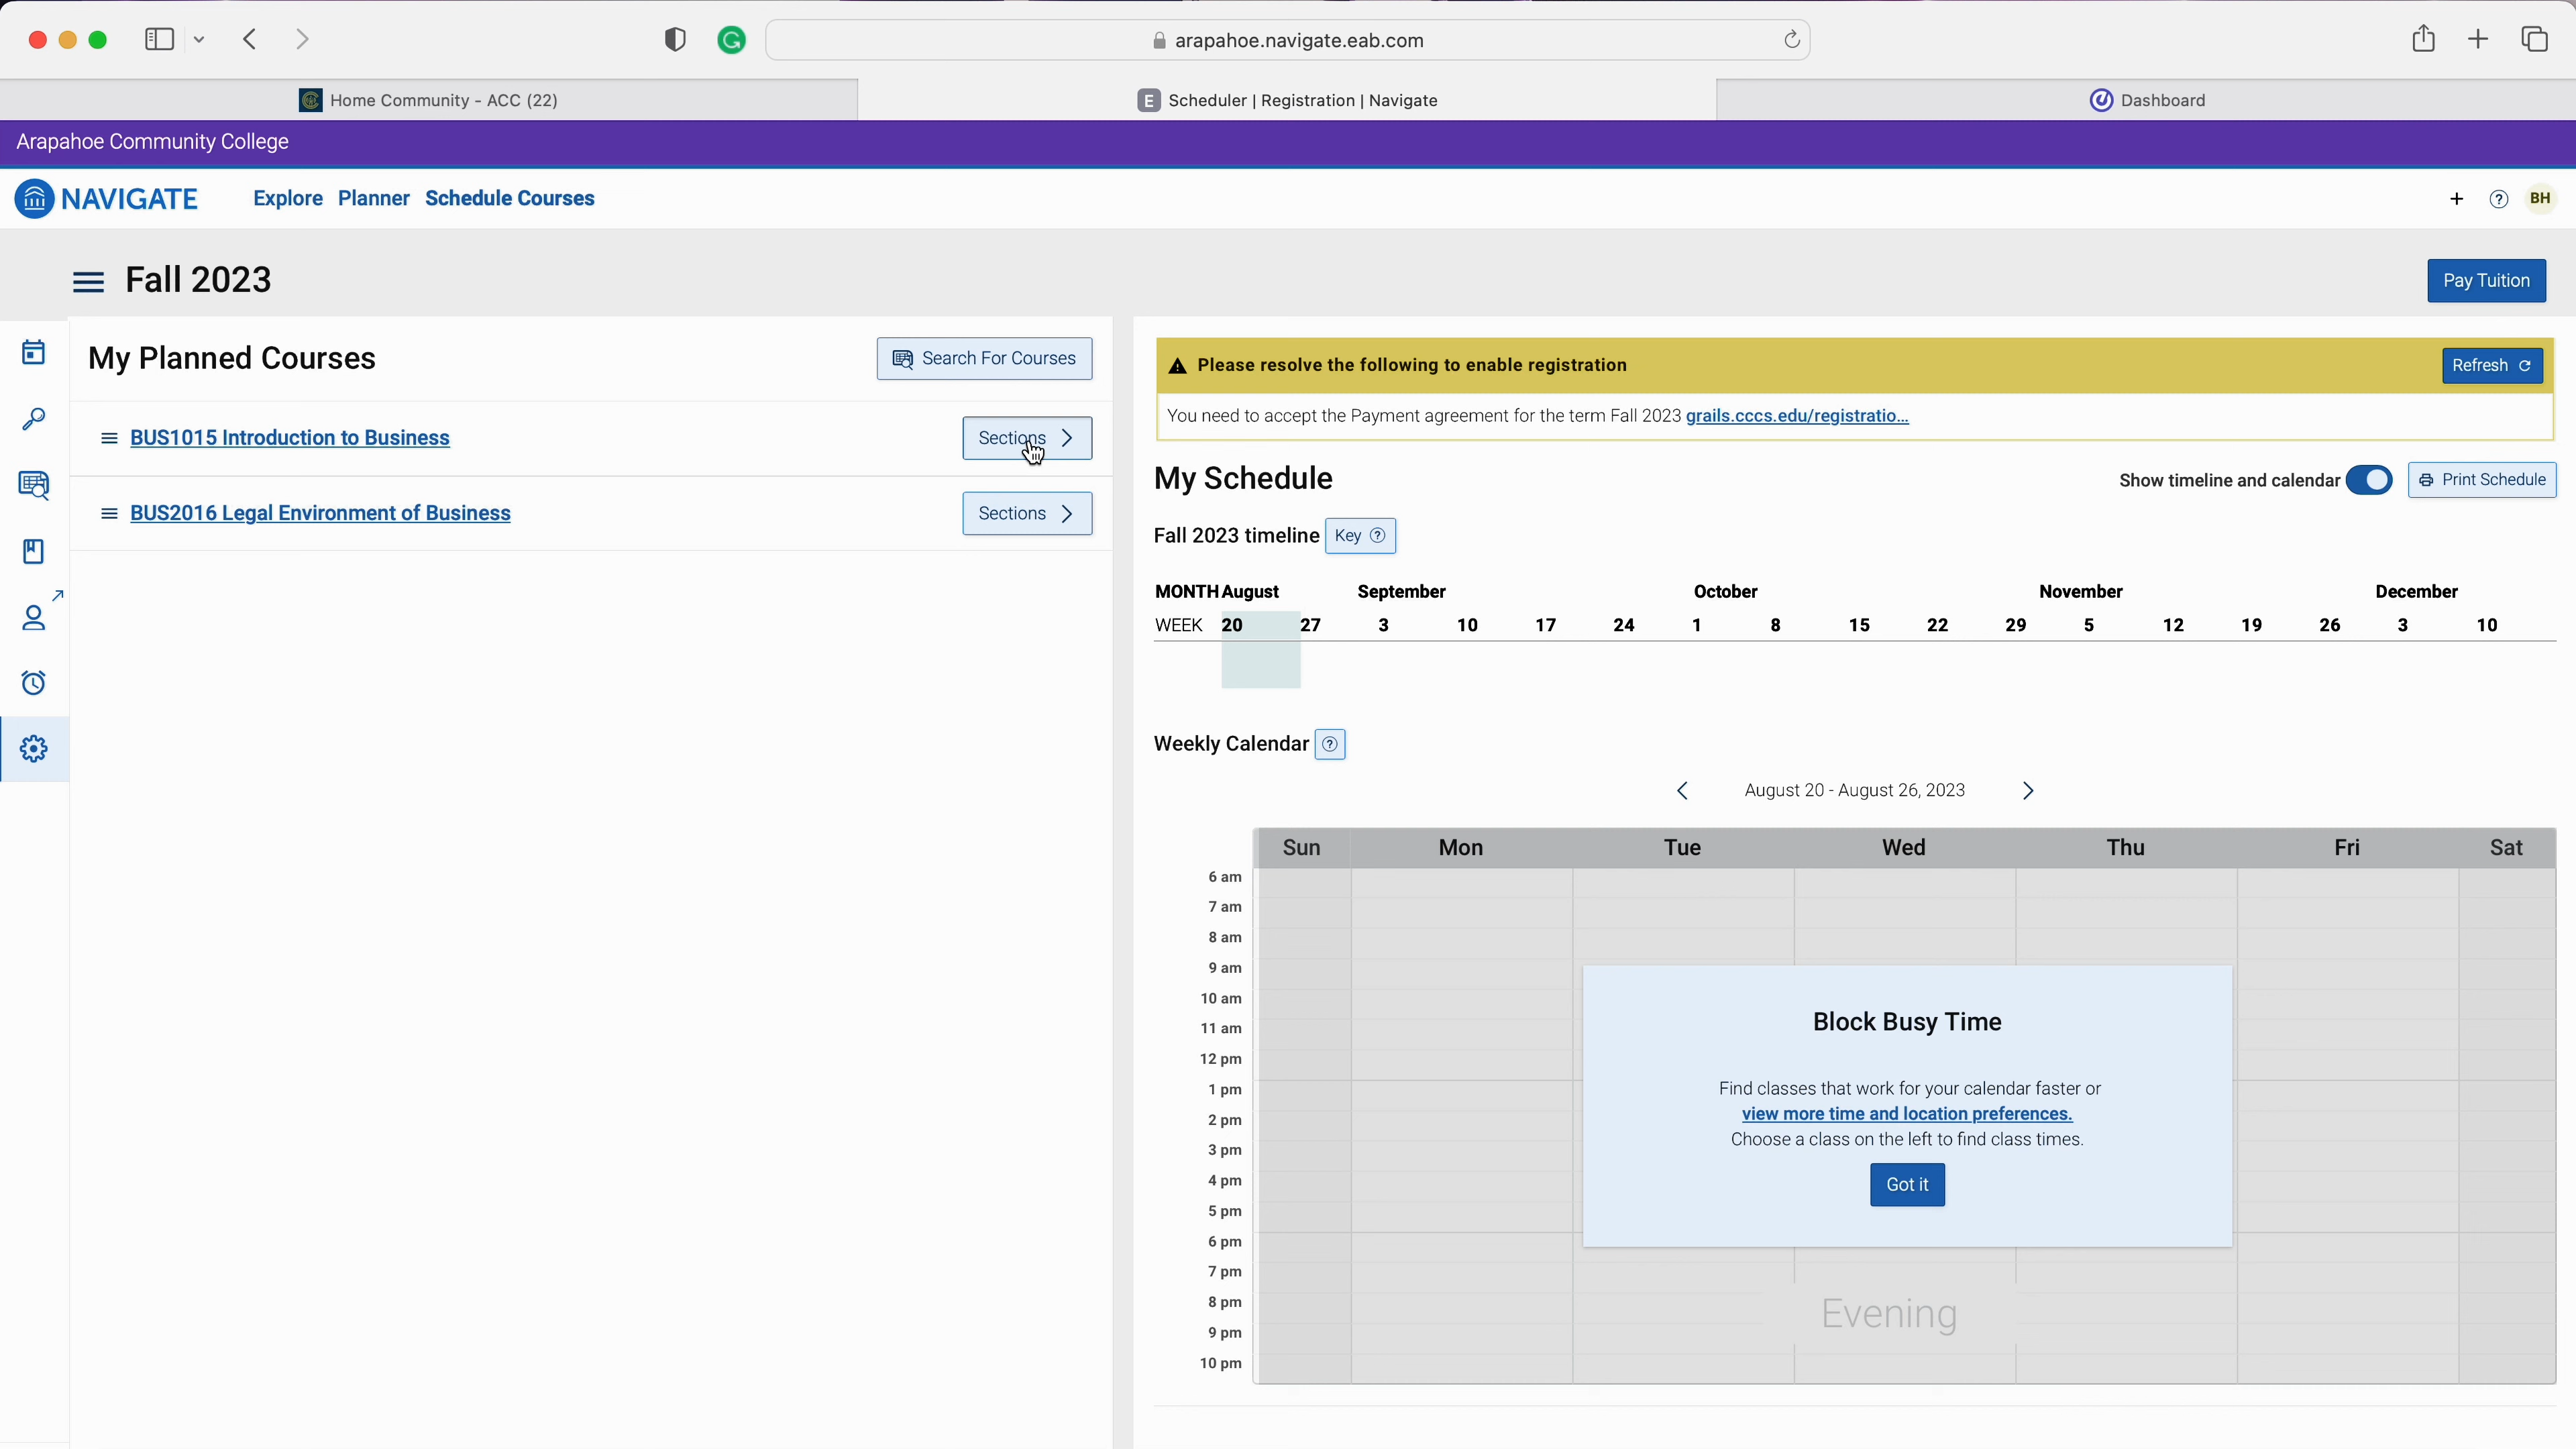 arapahoe.navigate.eab.com
Home Community - ACC (22)
E Scheduler | Registration | Navigate
Dashboard
Arapahoe Community College
NAVIGATE
Explore Planner Schedule Courses
BH
Fall 2023
Pay Tuition
My Planned Courses
Search For Courses
BUS1015 Introduction to Business
Sections
BUS2016 Legal Environment of Business
Sections
Please resolve the following to enable registration
Refresh
You need to accept the Payment agreement for the term Fall 2023 grails.cccs.edu/registratio...
My Schedule
Show timeline and calendar
Print Schedule
Fall 2023 timeline Key
MONTH August September October November December
WEEK 20 27 3 10 17 24 1 8 15 22 29 5 12 19 26 3 10
Weekly Calendar
August 20 - August 26, 2023
Sun Mon Tue Wed Thu Fri Sat
6 am
7 am
8 am
9 am
10 am
11 am
12 pm
1 pm
2 pm
3 pm
4 pm
5 pm
6 pm
7 pm
8 pm
9 pm
10 pm
Block Busy Time
Find classes that work for your calendar faster or
view more time and location preferences.
Choose a class on the left to find class times.
Got it
Evening